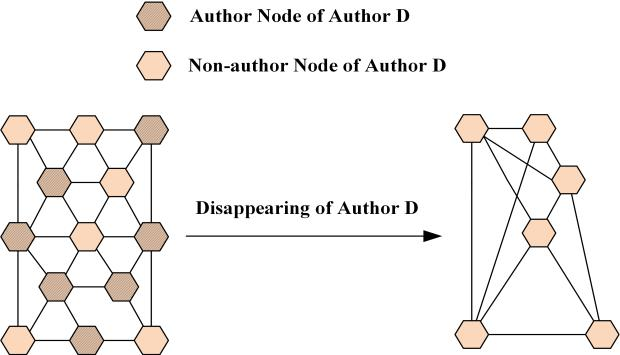 Author Node of Author D
Non-author Node of Author D
Disappearing of Author D